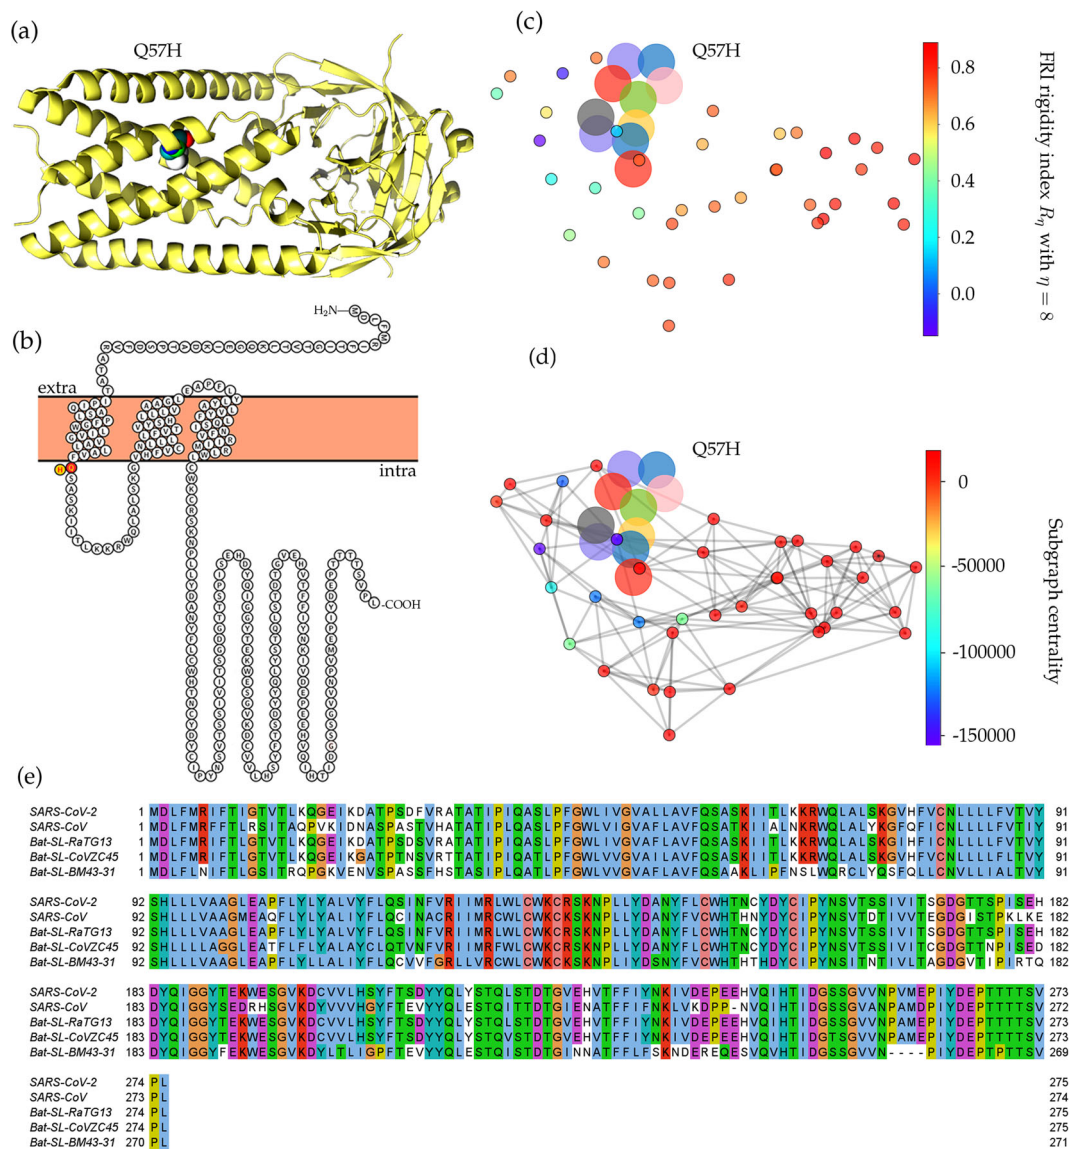 (a)
Q57H
(b)
H₂N
extra
intra
-COOH
(c)
Q57H
0.8
0.6
0.4
0.2
0.0
FRI rigidity index Rη with η = 8
(d)
Q57H
0
-50000
-100000
-150000
Subgraph centrality
(e)
SARS-CoV-2 1 MDLFMRIFTIGTVTLKQGEIKDATPSDFVRATATIPIQASLPFGWLIVGVALLAVFQSASKIITLKKRWQLALSKGVHFVCNLLLLFVTVY 91
SARS-CoV 1 MDLFMRFFTLRSITAQPVKIDNASPASTVHATATIPLQASLPFGWLVIGVAFLAVFQSATKIIALNKRWQLALYKGFQFICNLLLLFVTIY 91
Bat-SL-RaTG13 1 MDLFMRIFTLGTVTLKQGEIKDATPSDFVRATATIPIQASLPFGWLIVGVALLAVFQSASKIITLKKRWQLALSKGVHFVCNLLLLFVTVY 91
Bat-SL-CoVZC45 1 MDLFMRIFTLGTVTLKQGEIKGATPTNSVRTTATIPIQATLPFGWLVVGVAILAVFQSASKIITLKKRWQLALSKGVHFVCNLLLLFLTVY 91
Bat-SL-BM43-31 1 MDLFLNIFTLGSITRQPGKVENVSPASSFHSTATIPLQASLPFSWLIIGVALLAVFQSAAKLIPFNSLWQRCLYQSFQLLCNLLLIALTVY 91
SARS-CoV-2 92 SHLLLVAAGLEAPFLYLYALVYFLQSINFVRIIMRLWLCWKCRSKNPLLYDANYFLCWHTNCYDYCIPYNSVTSSIVITSGDGTTSPISEH 182
SARS-CoV 92 SHLLLVAAGMEAQFLYLYALIYFLQCINACRIIMRCWLCWKCKSKNPLLYDANYFVCWHTHNYDYCIPYNSVTDTIVVTEGDGISTPKLKE 182
Bat-SL-RaTG13 92 SHLLLVAAGLEAPFLYLYALVYFLQSINFVRIIMRLWLCWKCRSKNPLLYDANYFLCWHTNCYDYCIPYNSVTSSIVITSGDGTTSPISEH 182
Bat-SL-CoVZC45 92 SHLLLLAAGLEATFLFLYALAYCLQTVNFVRIIMRFWLCWKCRSKNPLIYDSNYFVCWHTNCYDYCIPYNSVTSSIVITCGDGTTNPISED 182
Bat-SL-BM43-31 92 SHLLLVAAGLEAPFLYLLALIYFLQCVVFGRLLVRCWLCWKCRSKNPLIYDANYFVCWHTHTYDYCIPYNSITNTIVLTAGDGVTIPIRTQ 182
SARS-CoV-2 183 DYQIGGYTEKWESGVKDCVVLHSYFTSDYYQLYSTQLSTDTGVEHVTFFIYNKIVDEPEEHVQIHTIDGSSGVVNPVMEPIYDEPTTTTSV 273
SARS-CoV 183 DYQIGGYSEDRHSGVKDYVVVHGYFTEVYYQLESTQITTDTGIENATFFIFNKLVKDPP-NVQIHTIDGSSGVANPAMDPIYDEPTTTTSV 272
Bat-SL-RaTG13 183 DYQIGGYTEKWESGVKDCVVLHSYFTSDYYQLYSTQLSTDTGVEHVTFFIYNKIVDEPEEHVQIHTIDGSSGVVNPAMEPIYDEPTTTTSV 273
Bat-SL-CoVZC45 183 DYQIGGYTEKWESGVKDCVVLHSYFTSDYYQLYSTQLSTDTGVEHVTFFIYNKIVDEPEEHVQIHTIDGSSGVVNPAMEPIYDEPTTTTSV 273
Bat-SL-BM43-31 183 DYQIGGYFEKWESGVKDYLTLIGPFTEVYYQLESTQISTDTGINNATFFLFSKNDEREQESVQVHTIDGSSGVVN----PIYDEPTPTTSV 269
SARS-CoV-2 274 PL 275
SARS-CoV 273 PL 274
Bat-SL-RaTG13 274 PL 275
Bat-SL-CoVZC45 274 PL 275
Bat-SL-BM43-31 270 PL 271